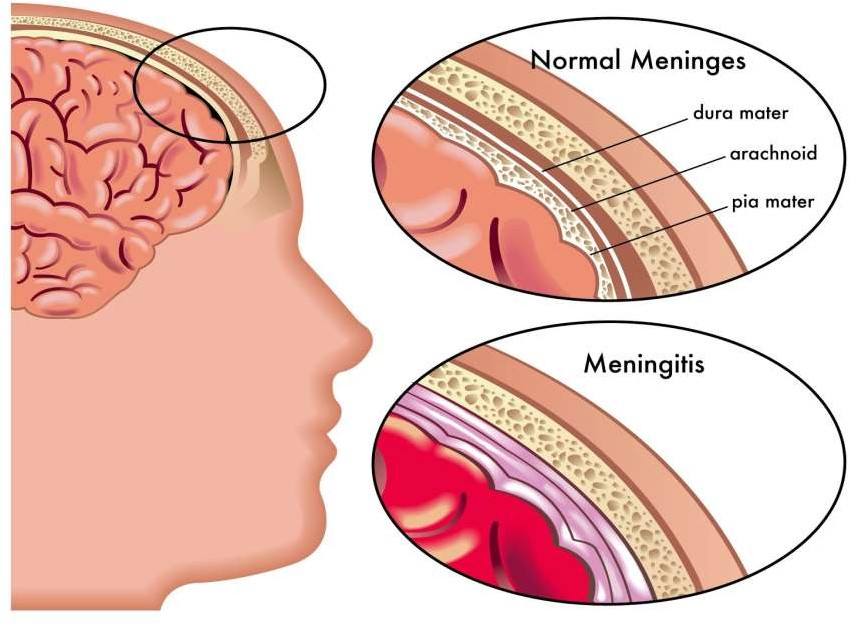 Normal Meninges
dura mater
arachnoid
pia mater
Meningitis